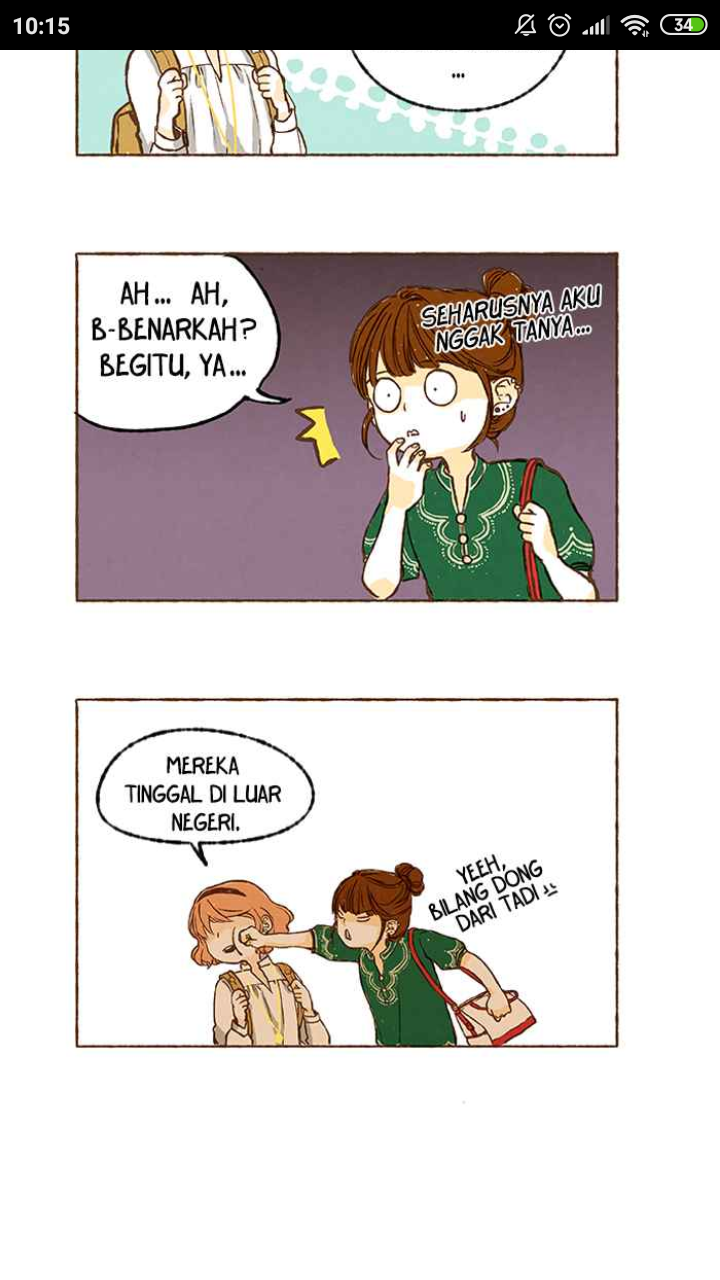 10:15
34
...
AH... AH,
B-BENARKAH?
BEGITU, YA...
SEHARUSNYA AKU
NGGAK TANYA...
MEREKA
TINGGAL DI LUAR
NEGERI.
YEEH,
BILANG DONG
DARI TADI